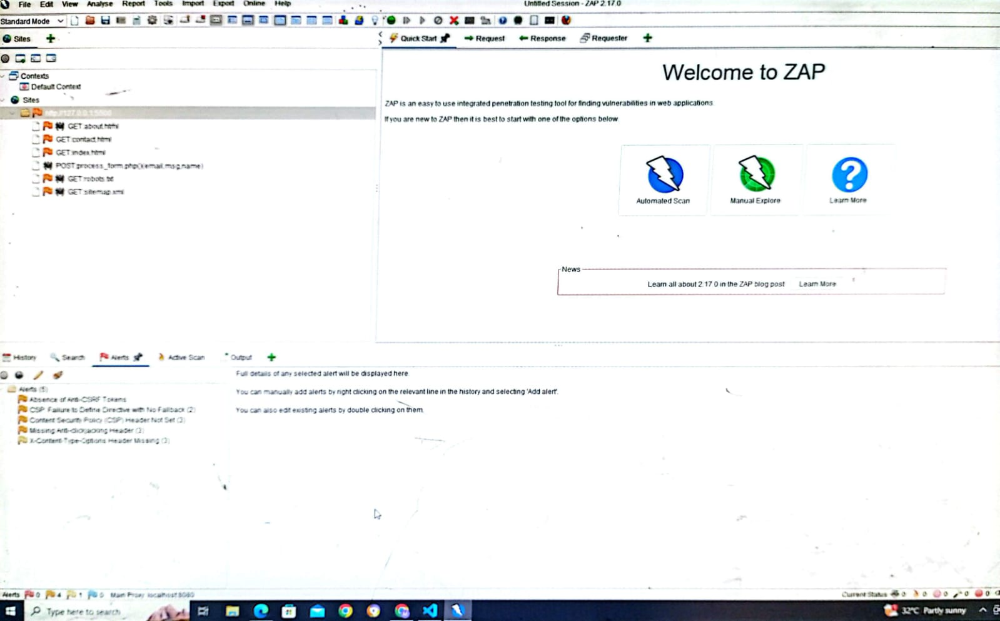 File Edit View Analyse Report Tools Import Export Online Help
Untitled Session - ZAP 2.17.0
Standard Mode
Sites
Quick Start
Request
Response
Requester
Contexts
Default Context
Sites
http://127.0.0.1:5500
GET:about.html
GET:contact.html
GET:index.html
POST:process_form.php()(email,msg,name)
GET:robots.txt
GET:sitemap.xml
Welcome to ZAP
ZAP is an easy to use integrated penetration testing tool for finding vulnerabilities in web applications.
If you are new to ZAP then it is best to start with one of the options below.
Automated Scan
Manual Explore
Learn More
News
Learn all about 2.17.0 in the ZAP blog post
Learn More
History
Search
Alerts
Active Scan
Output
Alerts (5)
Absence of Anti-CSRF Tokens
CSP: Failure to Define Directive with No Fallback (2)
Content Security Policy (CSP) Header Not Set (3)
Missing Anti-clickjacking Header (3)
X-Content-Type-Options Header Missing (3)
Full details of any selected alert will be displayed here.
You can manually add alerts by right clicking on the relevant line in the history and selecting 'Add alert'.
You can also edit existing alerts by double clicking on them.
Alerts 0 4 1 0 Main Proxy: localhost:8080
Current Status 0 0 0 0 0
Type here to search
32°C Partly sunny